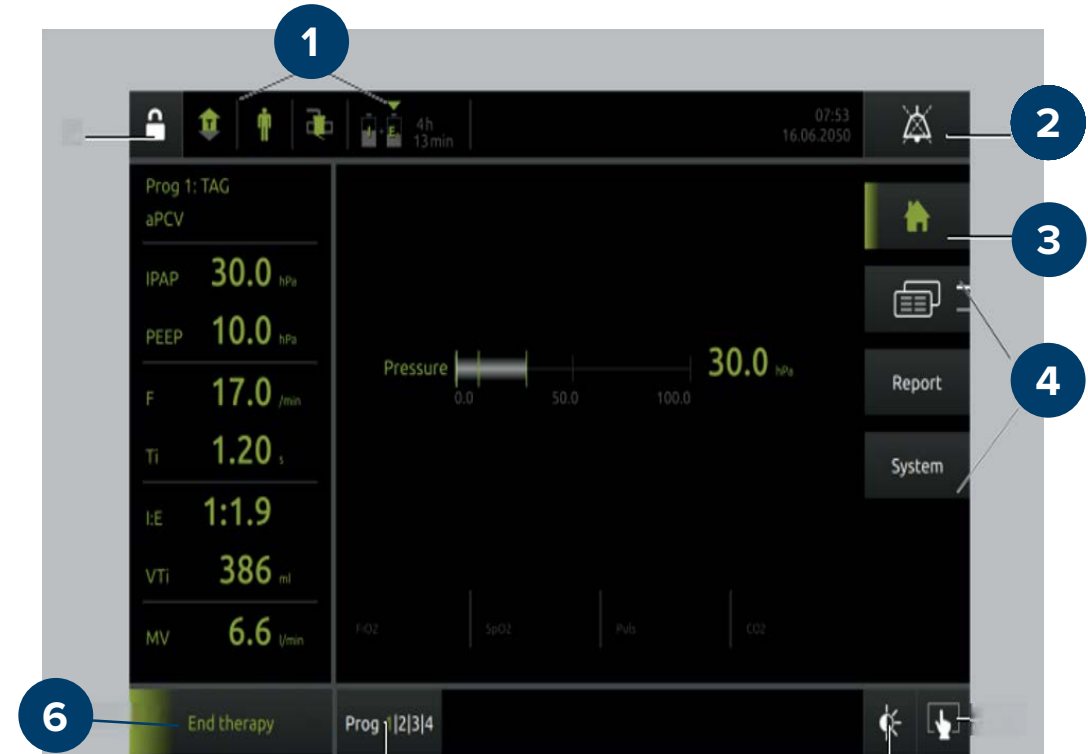 1
2
3
4
6
4h
13min
07:53
16.06.2050
Prog 1: TAG
aPCV
IPAP 30.0 hPa
PEEP 10.0 hPa
F 17.0 /min
Ti 1.20 s
I:E 1:1.9
VTi 386 ml
MV 6.6 l/min
Pressure 30.0 hPa
0.0 50.0 100.0
Report
System
FiO2 SpO2 Puls CO2
End therapy
Prog 1|2|3|4